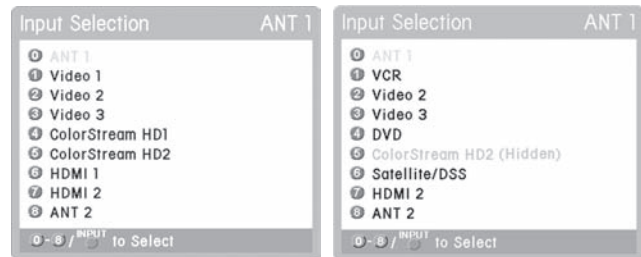 Input Selection ANT 1
0 ANT 1
1 Video 1
2 Video 2
3 Video 3
4 ColorStream HD1
5 ColorStream HD2
6 HDMI 1
7 HDMI 2
8 ANT 2
0-8/INPUT to Select
Input Selection ANT 1
0 ANT 1
1 VCR
2 Video 2
3 Video 3
4 DVD
5 ColorStream HD2 (Hidden)
6 Satellite/DSS
7 HDMI 2
8 ANT 2
0-8/INPUT to Select